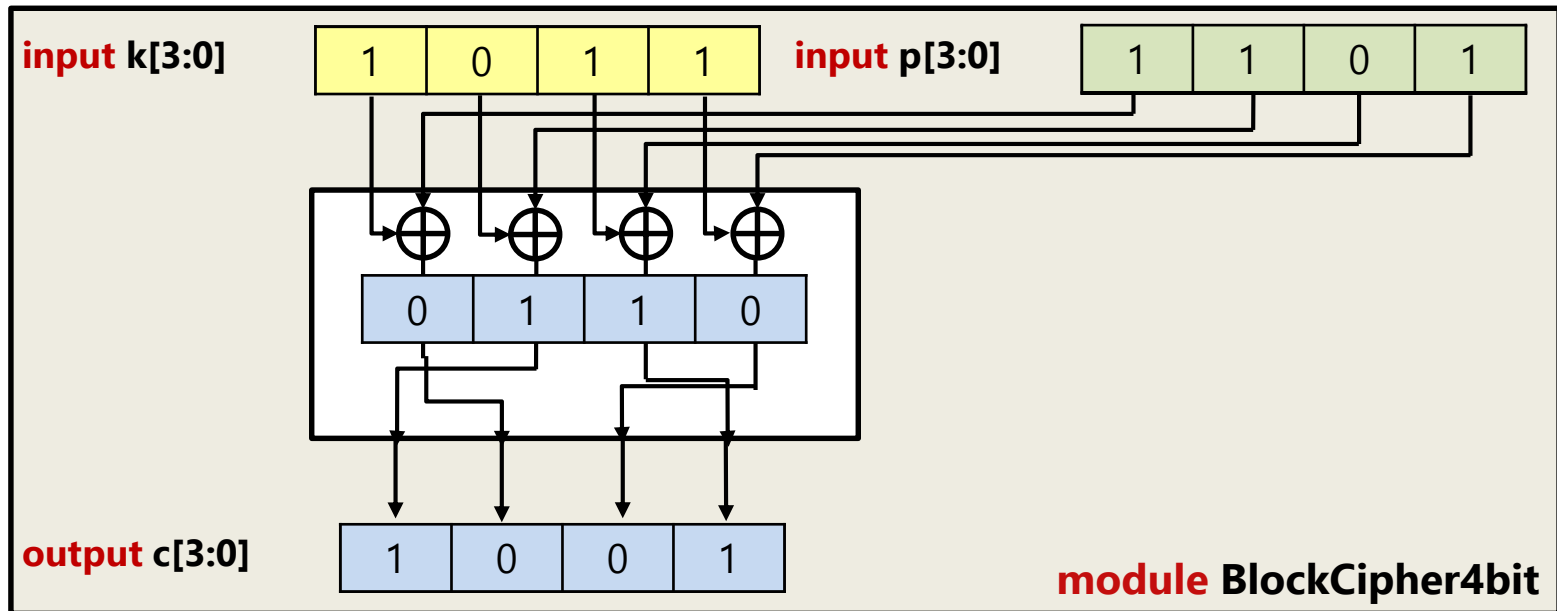 input k[3:0] 1 0 1 1 input p[3:0] 1 1 0 1
0 1 1 0
output c[3:0] 1 0 0 1
module BlockCipher4bit